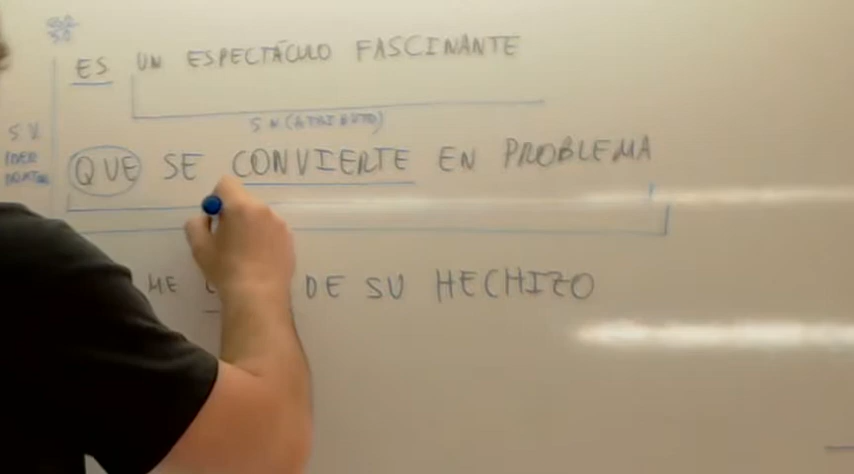 ES UN ESPECTÁCULO FASCINANTE
S N (ATRIBUTO)
S V
QUE SE CONVIERTE EN PROBLEMA
ME
DE SU HECHIZO